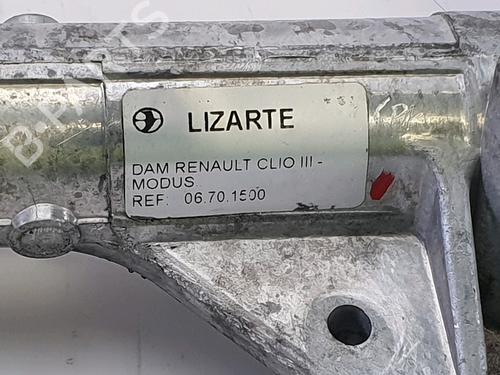 LIZARTE
DAM RENAULT CLIO III -
MODUS
REF: 06.70.1500